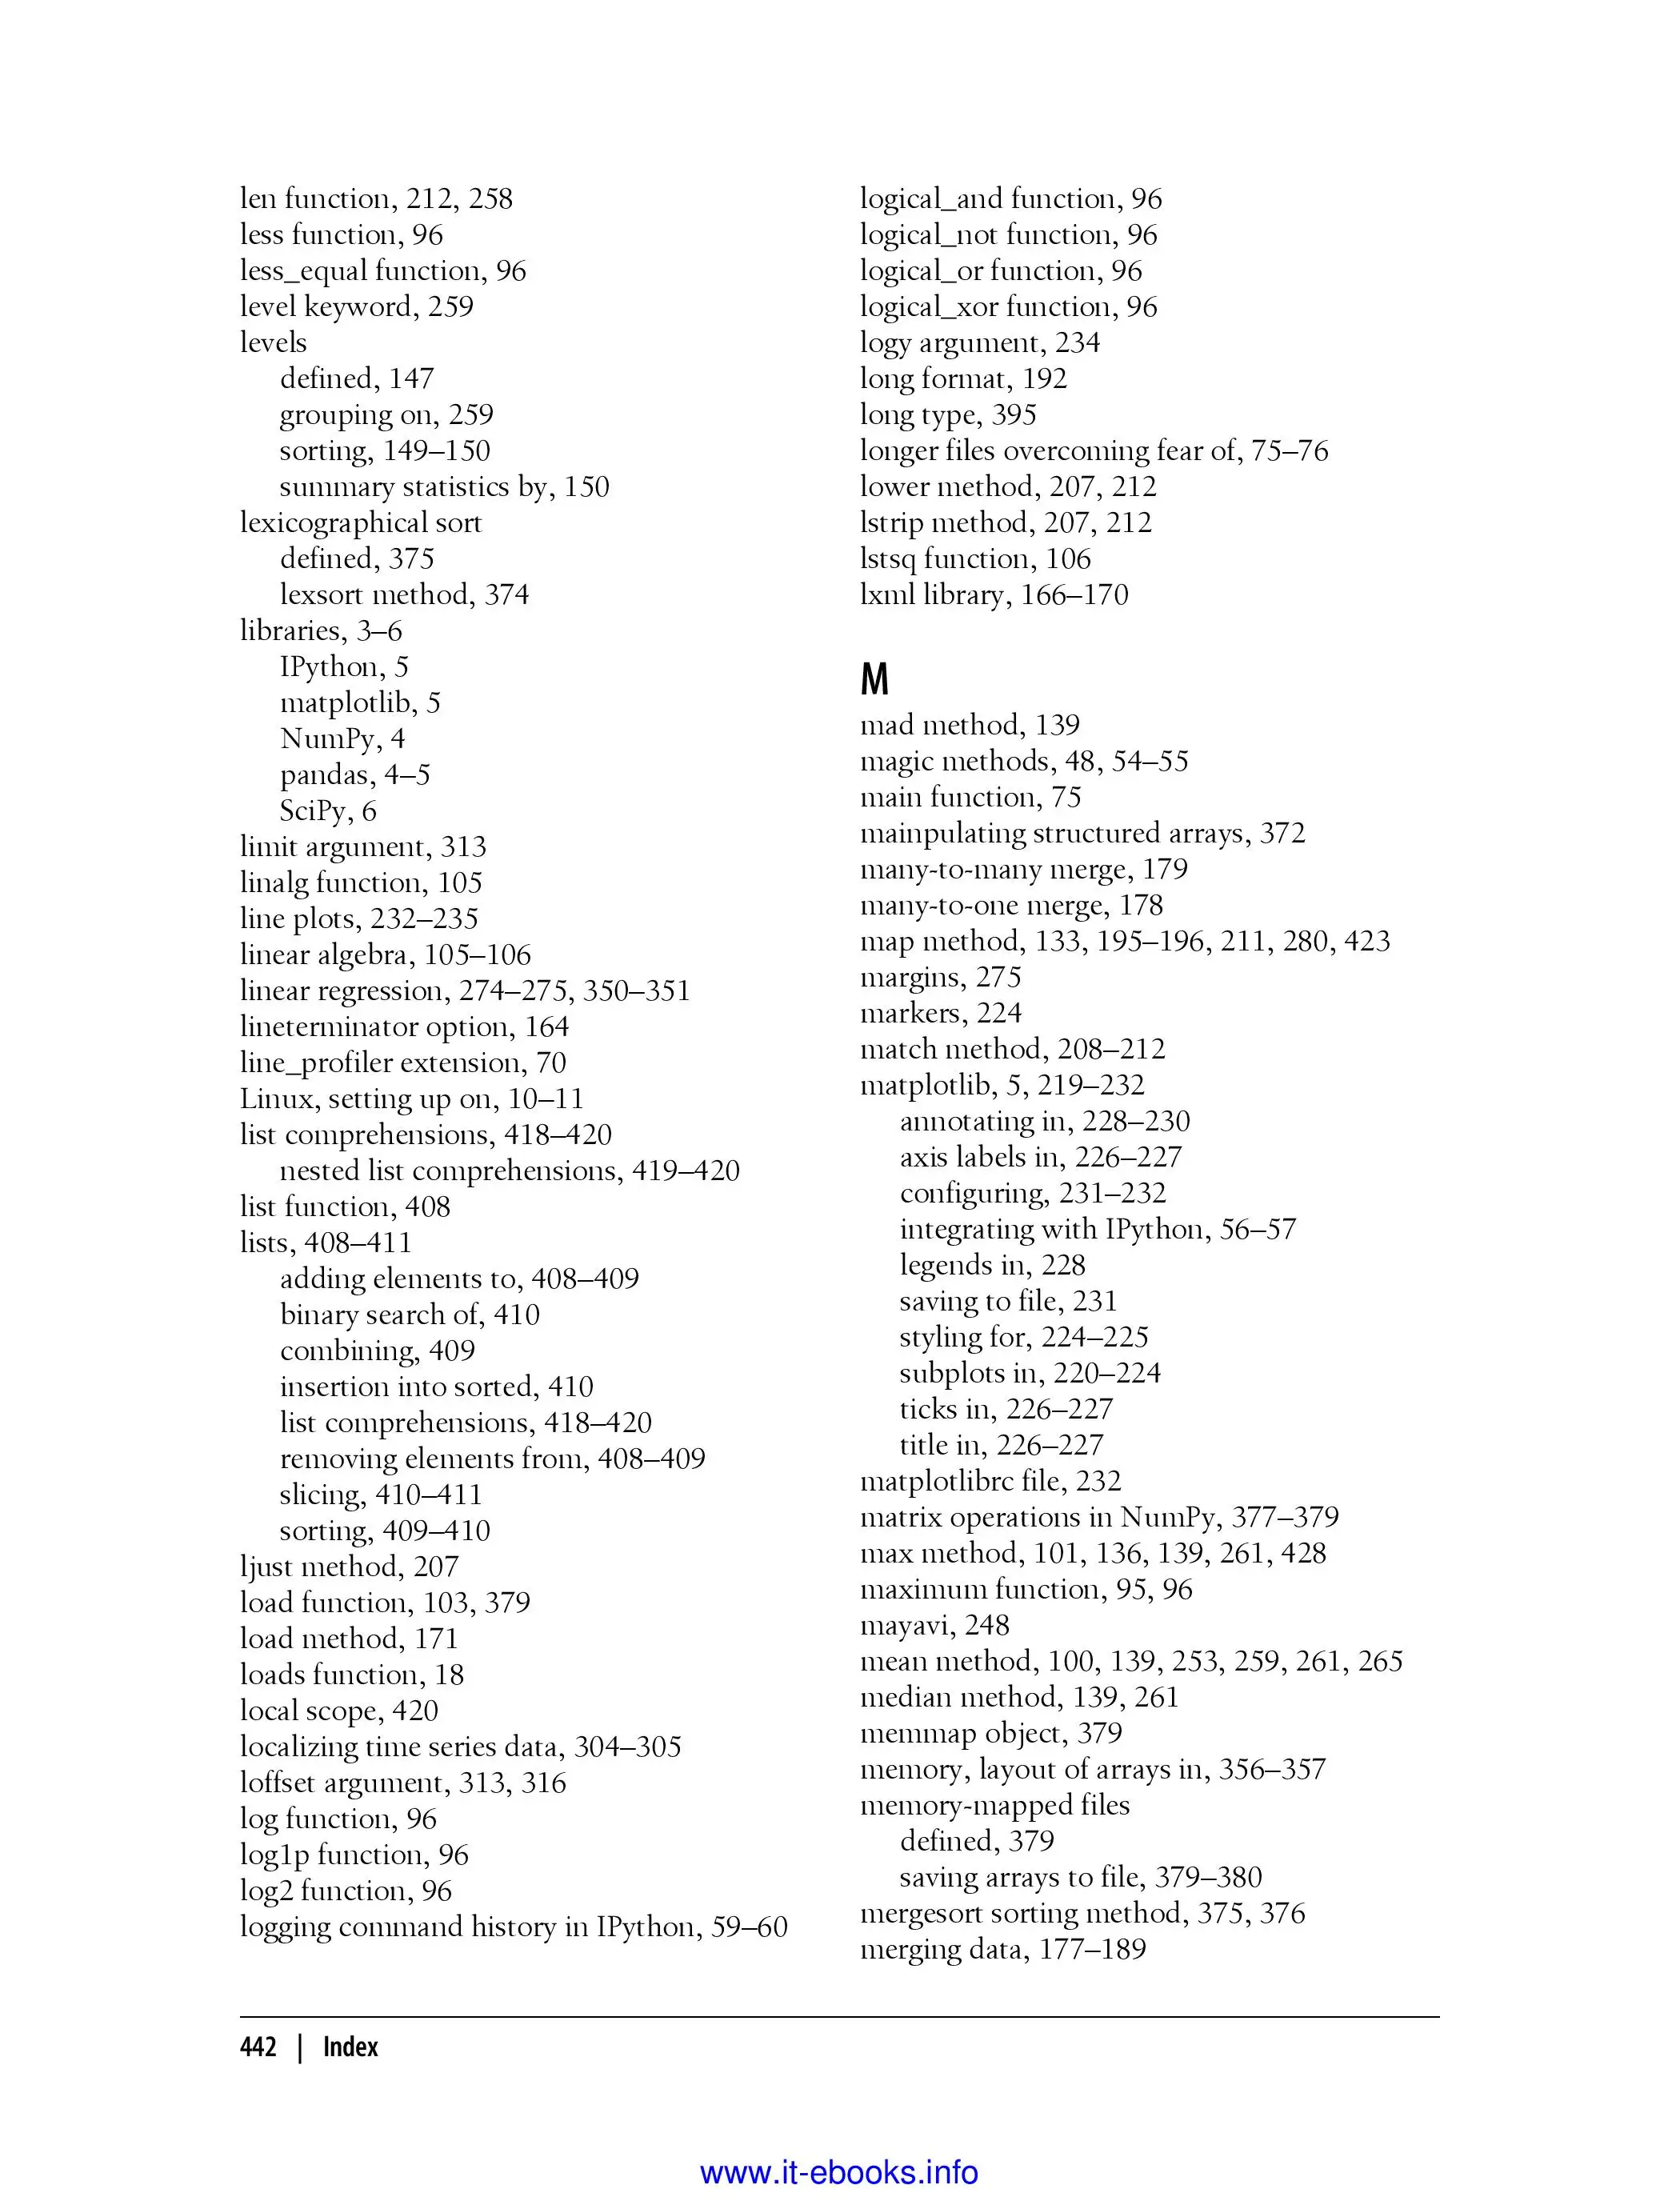 len function, 212, 258
less function, 96
less_equal function, 96
level keyword, 259
levels
defined, 147
grouping on, 259
sorting, 149–150
summary statistics by, 150
lexicographical sort
defined, 375
lexsort method, 374
libraries, 3–6
IPython, 5
matplotlib, 5
NumPy, 4
pandas, 4–5
SciPy, 6
limit argument, 313
linalg function, 105
line plots, 232–235
linear algebra, 105–106
linear regression, 274–275, 350–351
lineterminator option, 164
line_profiler extension, 70
Linux, setting up on, 10–11
list comprehensions, 418–420
nested list comprehensions, 419–420
list function, 408
lists, 408–411
adding elements to, 408–409
binary search of, 410
combining, 409
insertion into sorted, 410
list comprehensions, 418–420
removing elements from, 408–409
slicing, 410–411
sorting, 409–410
ljust method, 207
load function, 103, 379
load method, 171
loads function, 18
local scope, 420
localizing time series data, 304–305
loffset argument, 313, 316
log function, 96
log1p function, 96
log2 function, 96
logging command history in IPython, 59–60
logical_and function, 96
logical_not function, 96
logical_or function, 96
logical_xor function, 96
logy argument, 234
long format, 192
long type, 395
longer files overcoming fear of, 75–76
lower method, 207, 212
lstrip method, 207, 212
lstsq function, 106
lxml library, 166–170
M
mad method, 139
magic methods, 48, 54–55
main function, 75
mainpulating structured arrays, 372
many-to-many merge, 179
many-to-one merge, 178
map method, 133, 195–196, 211, 280, 423
margins, 275
markers, 224
match method, 208–212
matplotlib, 5, 219–232
annotating in, 228–230
axis labels in, 226–227
configuring, 231–232
integrating with IPython, 56–57
legends in, 228
saving to file, 231
styling for, 224–225
subplots in, 220–224
ticks in, 226–227
title in, 226–227
matplotlibrc file, 232
matrix operations in NumPy, 377–379
max method, 101, 136, 139, 261, 428
maximum function, 95, 96
mayavi, 248
mean method, 100, 139, 253, 259, 261, 265
median method, 139, 261
memmap object, 379
memory, layout of arrays in, 356–357
memory-mapped files
defined, 379
saving arrays to file, 379–380
mergesort sorting method, 375, 376
merging data, 177–189
442 | Index
www.it-ebooks.info